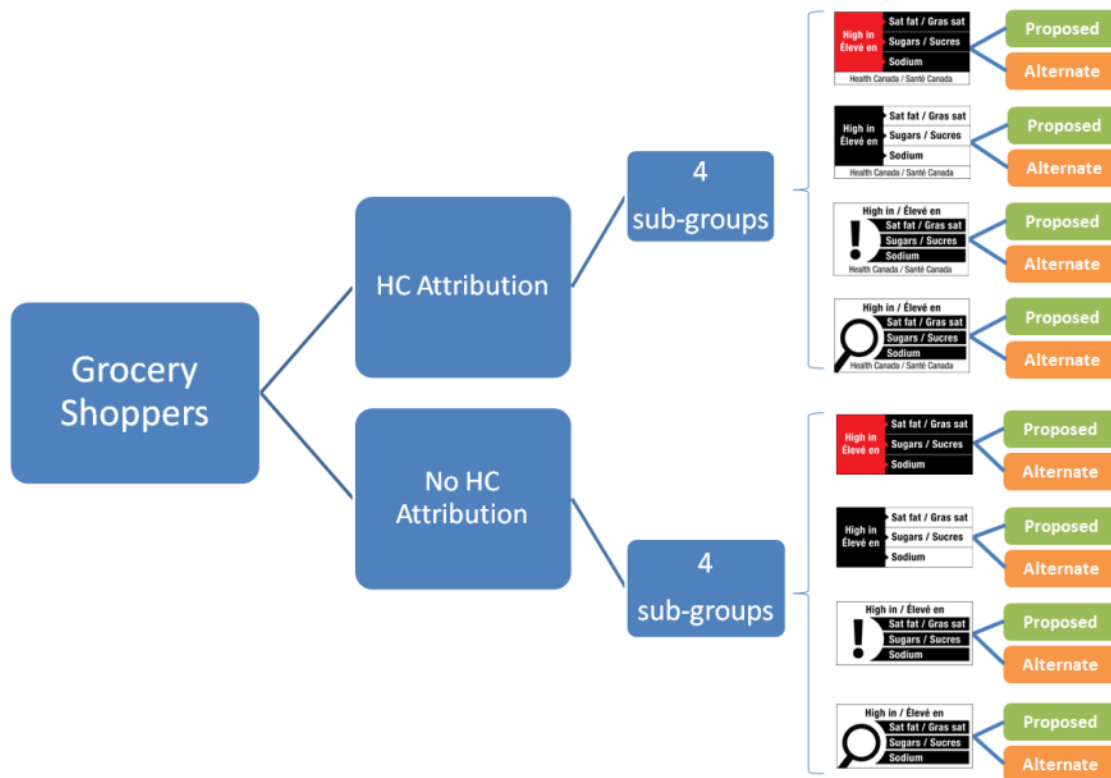 Grocery
Shoppers
HC Attribution
No HC
Attribution
4
sub-groups
4
sub-groups
High in
Élevé en
Sat fat / Gras sat
Sugars / Sucres
Sodium
Health Canada / Santé Canada
Proposed
Alternate
High in
Élevé en
Sat fat / Gras sat
Sugars / Sucres
Sodium
Health Canada / Santé Canada
Proposed
Alternate
High in / Élevé en
!
Sat fat / Gras sat
Sugars / Sucres
Sodium
Health Canada / Santé Canada
Proposed
Alternate
High in / Élevé en
Sat fat / Gras sat
Sugars / Sucres
Sodium
Health Canada / Santé Canada
Proposed
Alternate
High in
Élevé en
Sat fat / Gras sat
Sugars / Sucres
Sodium
Proposed
Alternate
High in
Élevé en
Sat fat / Gras sat
Sugars / Sucres
Sodium
Proposed
Alternate
High in / Élevé en
!
Sat fat / Gras sat
Sugars / Sucres
Sodium
Proposed
Alternate
High in / Élevé en
Sat fat / Gras sat
Sugars / Sucres
Sodium
Proposed
Alternate